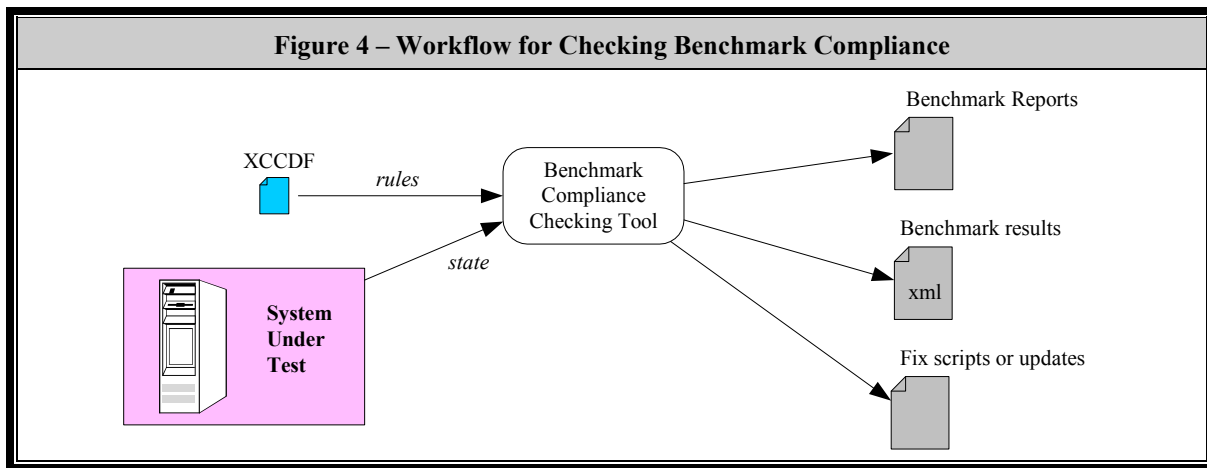 Figure 4 – Workflow for Checking Benchmark Compliance
Benchmark Reports
XCCDF
rules
Benchmark
Compliance
Checking Tool
Benchmark results
xml
state
System
Under
Test
Fix scripts or updates